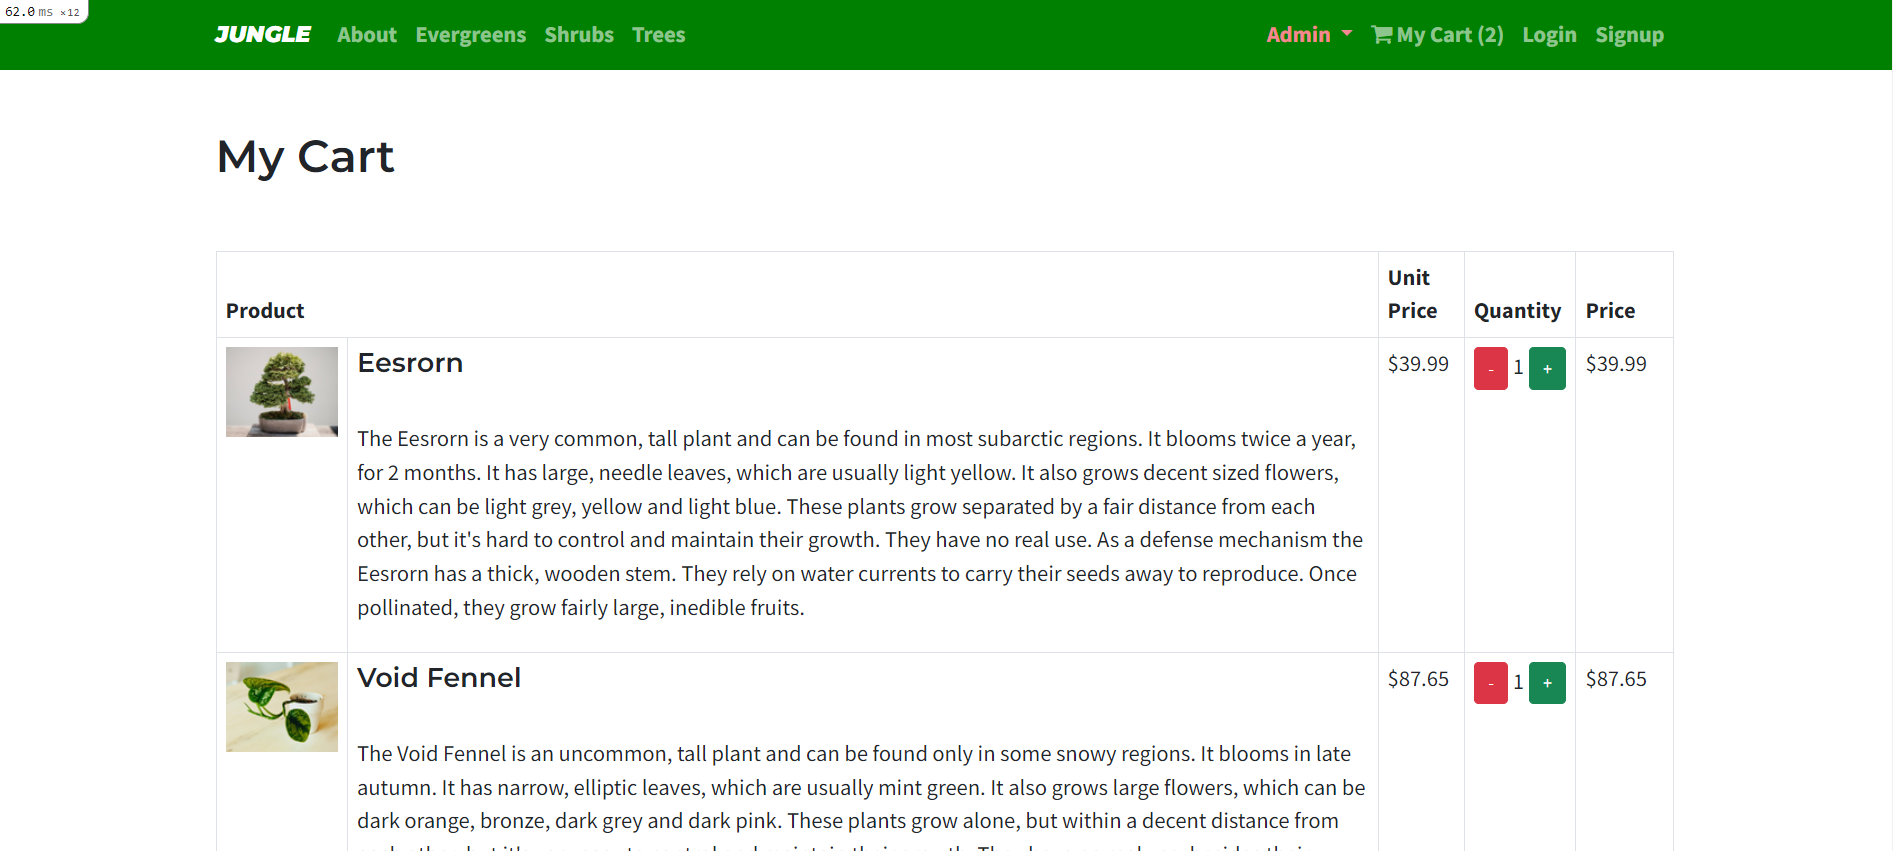 62.0 ms ×12
JUNGLE About Evergreens Shrubs Trees Admin My Cart (2) Login Signup
My Cart
Product Unit Price Quantity Price
Eesrorn $39.99 - 1 + $39.99
The Eesrorn is a very common, tall plant and can be found in most subarctic regions. It blooms twice a year,
for 2 months. It has large, needle leaves, which are usually light yellow. It also grows decent sized flowers,
which can be light grey, yellow and light blue. These plants grow separated by a fair distance from each
other, but it's hard to control and maintain their growth. They have no real use. As a defense mechanism the
Eesrorn has a thick, wooden stem. They rely on water currents to carry their seeds away to reproduce. Once
pollinated, they grow fairly large, inedible fruits.
Void Fennel $87.65 - 1 + $87.65
The Void Fennel is an uncommon, tall plant and can be found only in some snowy regions. It blooms in late
autumn. It has narrow, elliptic leaves, which are usually mint green. It also grows large flowers, which can be
dark orange, bronze, dark grey and dark pink. These plants grow alone, but within a decent distance from